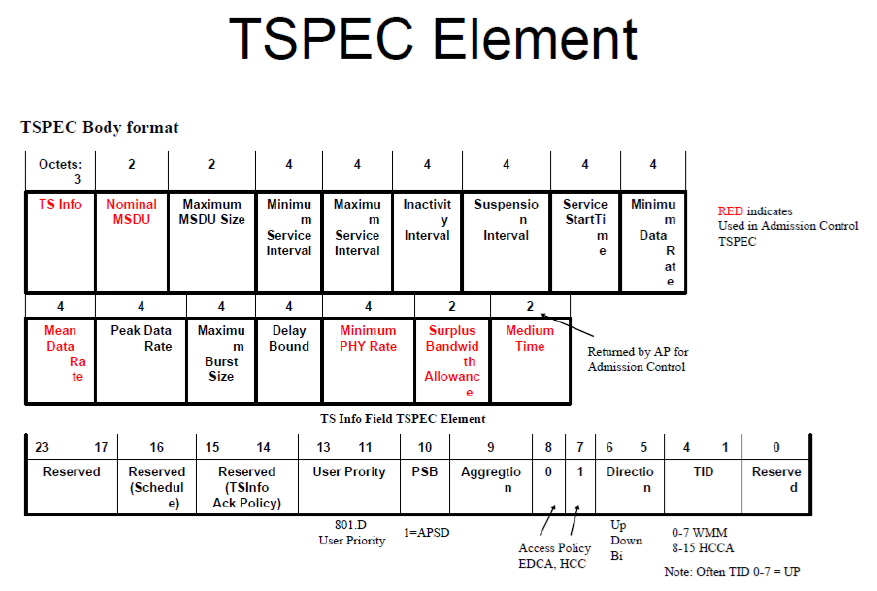 TSPEC Element
TSPEC Body format
Octets: 2 2 4 4 4 4 4 4
3
TS Info Nominal Maximum Minimu Maximu Inactivit Suspensio Service Minimu
MSDU MSDU Size m m y n StartTi m
Service Service Interval Interval m Data
Interval Interval e R
at
e
RED indicates
Used in Admission Control
TSPEC
4 4 4 4 4 2 2
Mean Peak Data Maximu Delay Minimum Surplus Medium
Data Rate m Bound PHY Rate Bandwid Time
Ra Burst th
te Size Allowanc
e
Returned by AP for
Admission Control
TS Info Field TSPEC Element
23 17 16 15 14 13 11 10 9 8 7 6 5 4 1 0
Reserved Reserved Reserved User Prority PSB Aggregtio 0 1 Directio TID Reserve
(Schedul (TSInfo n n d
e) Ack Policy)
801.D
User Priority
1=APSD
Access Policy
EDCA, HCC
Up
Down
Bi
0-7 WMM
8-15 HCCA
Note: Often TID 0-7 = UP